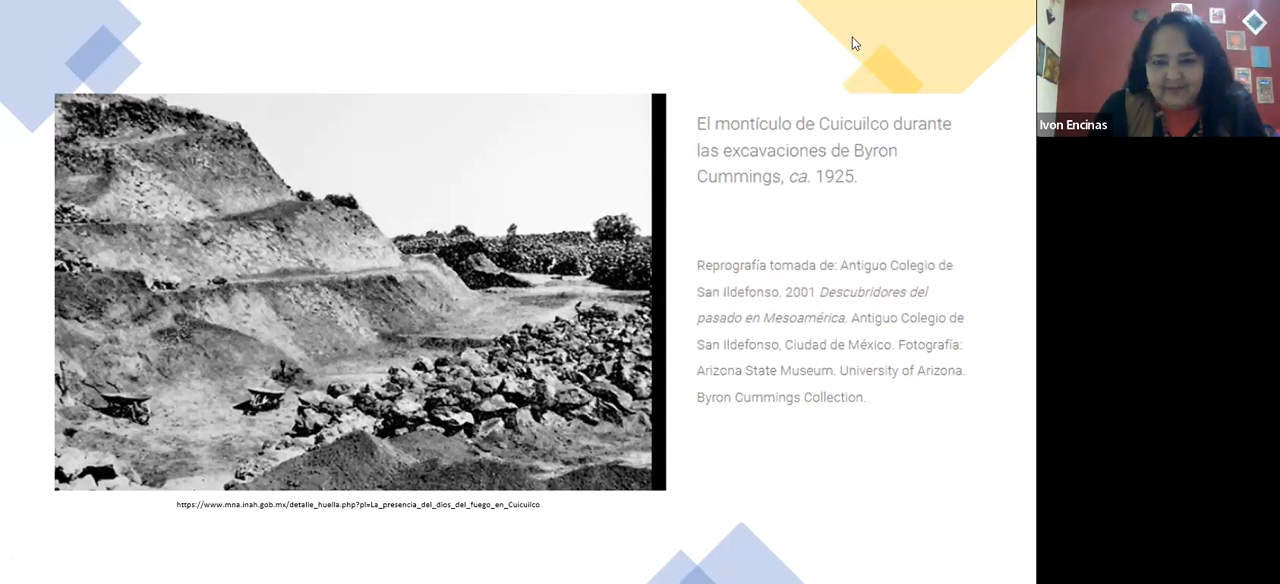 El montículo de Cuicuilco durante
las excavaciones de Byron
Cummings, ca. 1925.
Reprografía tomada de: Antiguo Colegio de
San Ildefonso. 2001 Descubridores del
pasado en Mesoamérica. Antiguo Colegio de
San Ildefonso, Ciudad de México. Fotografía:
Arizona State Museum. University of Arizona.
Byron Cummings Collection.
https://www.mna.inah.gob.mx/detalle_huella.php?pl=La_presencia_del_dios_del_fuego_en_Cuicuilco
Ivon Encinas